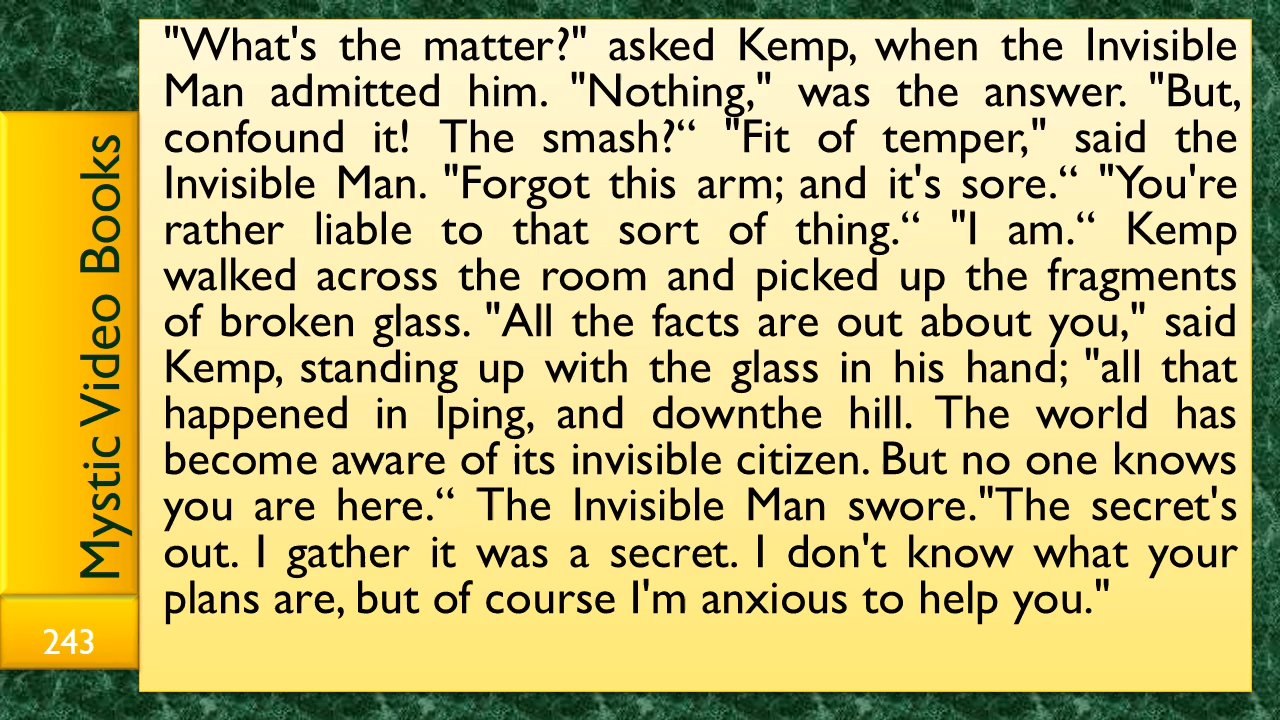 "What's the matter?" asked Kemp, when the Invisible
Man admitted him. "Nothing," was the answer. "But,
confound it! The smash?“ "Fit of temper," said the
Invisible Man. "Forgot this arm; and it's sore.“ "You're
rather liable to that sort of thing.“ "I am.“ Kemp
walked across the room and picked up the fragments
of broken glass. "All the facts are out about you," said
Kemp, standing up with the glass in his hand; "all that
happened in Iping, and downthe hill. The world has
become aware of its invisible citizen. But no one knows
you are here.“ The Invisible Man swore."The secret's
out. I gather it was a secret. I don't know what your
plans are, but of course I'm anxious to help you."
Mystic Video Books
243